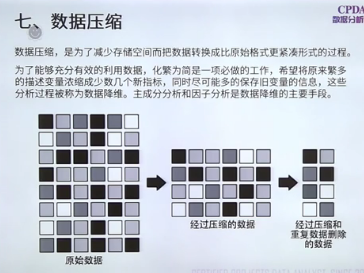 CPDA
数据分析
七、数据压缩
数据压缩，是为了减少存储空间而把数据转换成比原始格式更紧凑形式的过程。
为了能够充分有效的利用数据，化繁为简是一项必做的工作，希望将原来繁多
的描述变量浓缩成少数几个新指标，同时尽可能多的保存旧变量的信息，这些
分析过程被称为数据降维。主成分分析和因子分析是数据降维的主要手段。
原始数据
经过压缩的数据
经过压缩和
重复数据删除
的数据